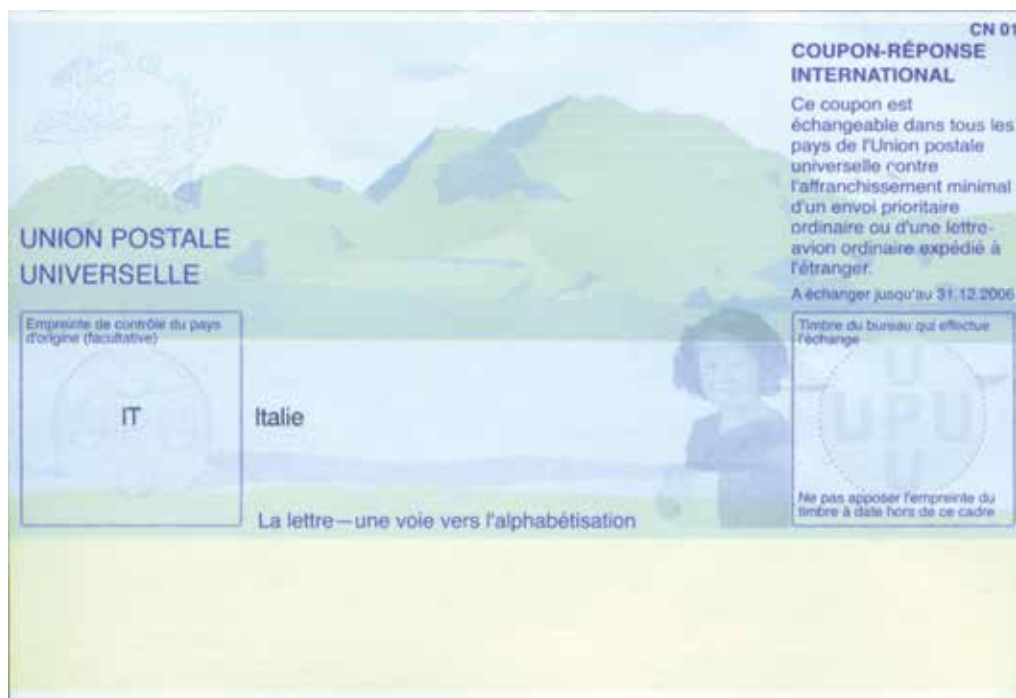 CN 01
COUPON-RÉPONSE
INTERNATIONAL
Ce coupon est
échangeable dans tous les
pays de l'Union postale
universelle contre
l'affranchissement minimal
d'un envoi prioritaire
ordinaire ou d'une lettre-
avion ordinaire expédié à
l'étranger.
A échanger jusqu'au 31.12.2006
UNION POSTALE
UNIVERSELLE
Empreinte de contrôle du pays
d'origine (facultative)
IT
Italie
Timbre du bureau qui effectue
l'échange
U
UPU
U
Ne pas apposer l'empreinte du
timbre à date hors de ce cadre
La lettre—une voie vers l'alphabétisation